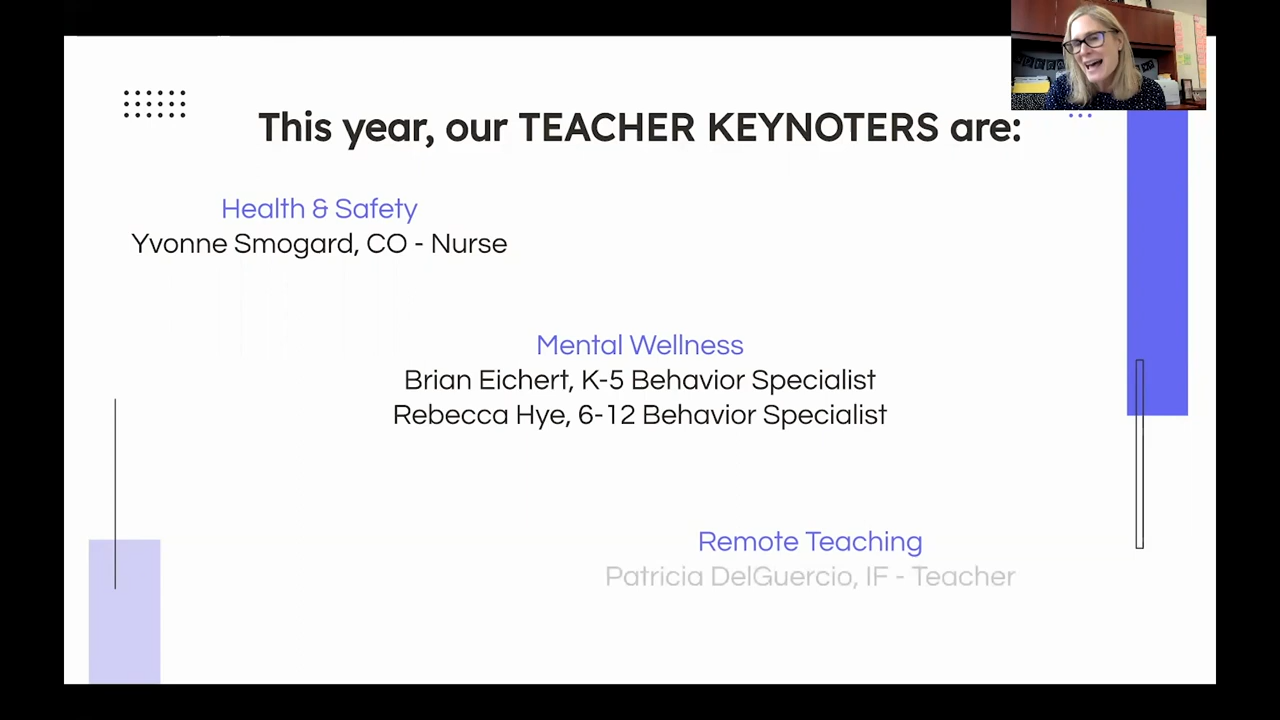 This year, our TEACHER KEYNOTERS are:
Health & Safety
Yvonne Smogard, CO - Nurse
Mental Wellness
Brian Eichert, K-5 Behavior Specialist
Rebecca Hye, 6-12 Behavior Specialist
Remote Teaching
Patricia DelGuercio, IF - Teacher